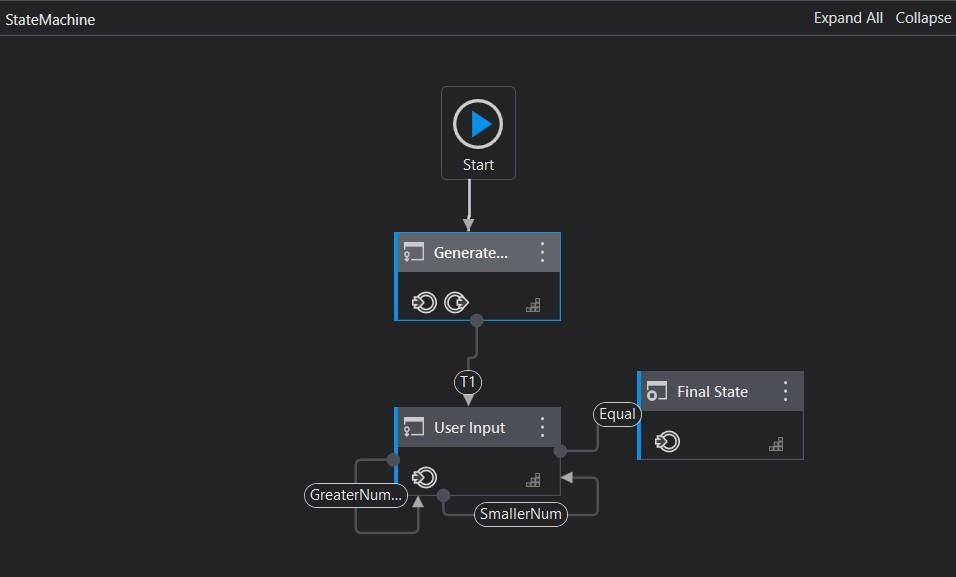 StateMachine
Expand All Collapse
Start
Generate...
T1
Final State
Equal
User Input
GreaterNum...
SmallerNum